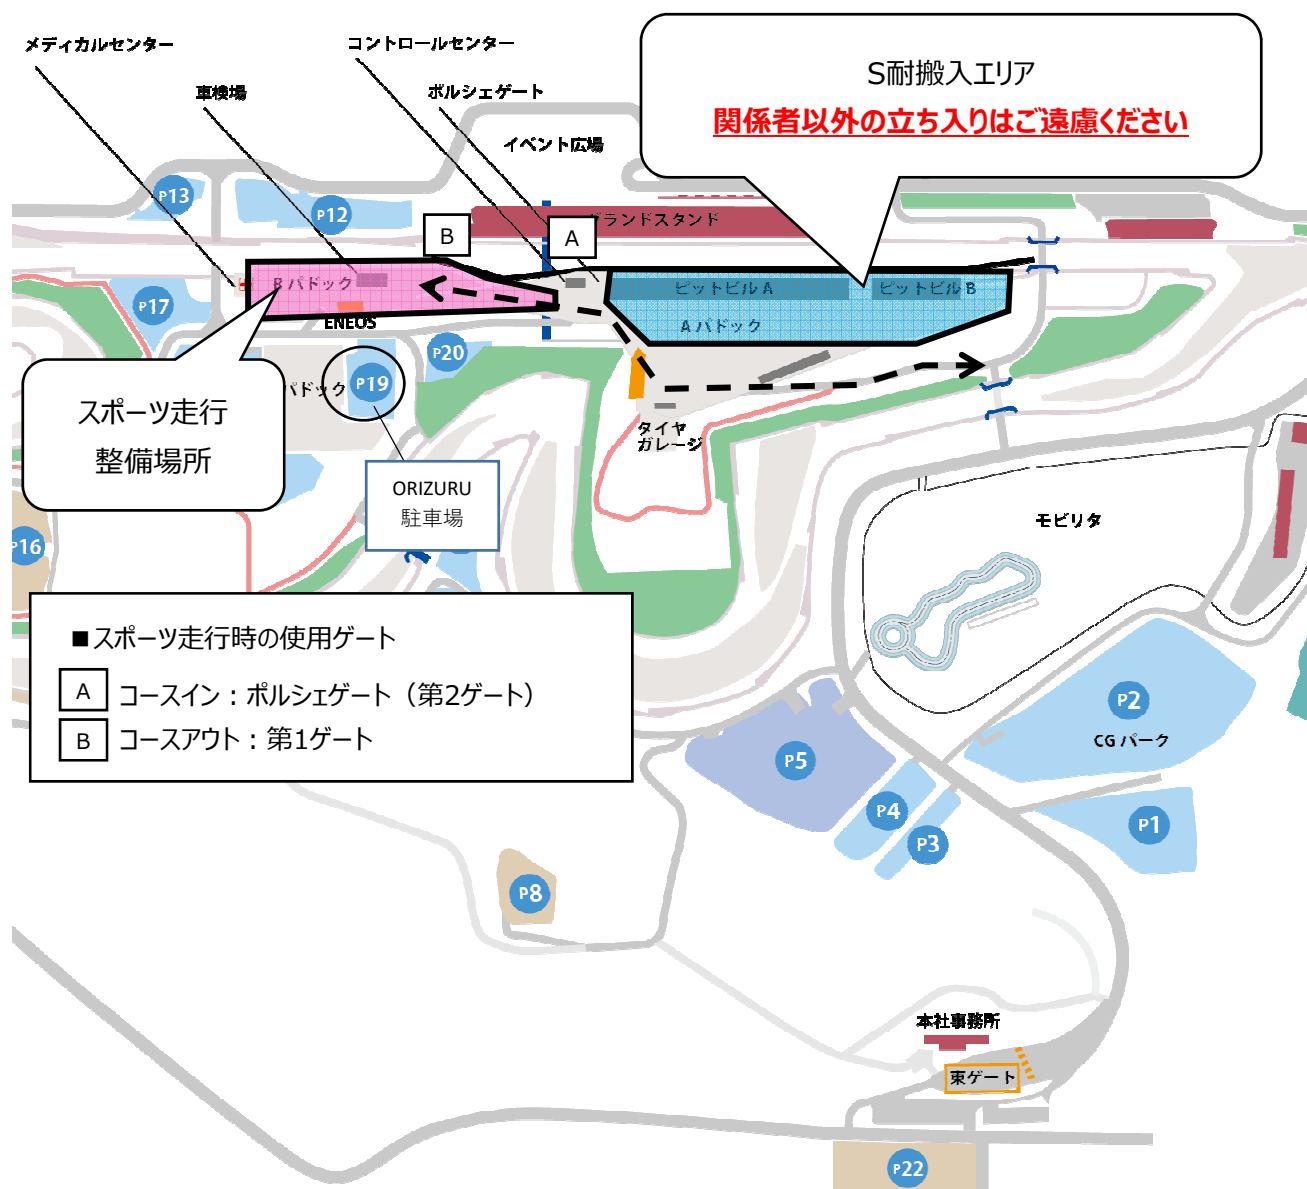 メディカルセンター
コントロールセンター
車検場
ポルシェゲート
イベント広場
S耐搬入エリア
関係者以外の立ち入りはご遠慮ください
P13
P12
B
A
グランドスタンド
P17
Bパドック
ENEOS
ピットビル A
ピットビル B
A パドック
P20
P19
パドック
スポーツ走行
整備場所
タイヤ
ガレージ
ORIZURU
駐車場
P16
モビリタ
■スポーツ走行時の使用ゲート
A コースイン：ポルシェゲート（第2ゲート）
B コースアウト：第1ゲート
P2
CG パーク
P5
P4
P3
P1
P8
本社事務所
東ゲート
P22